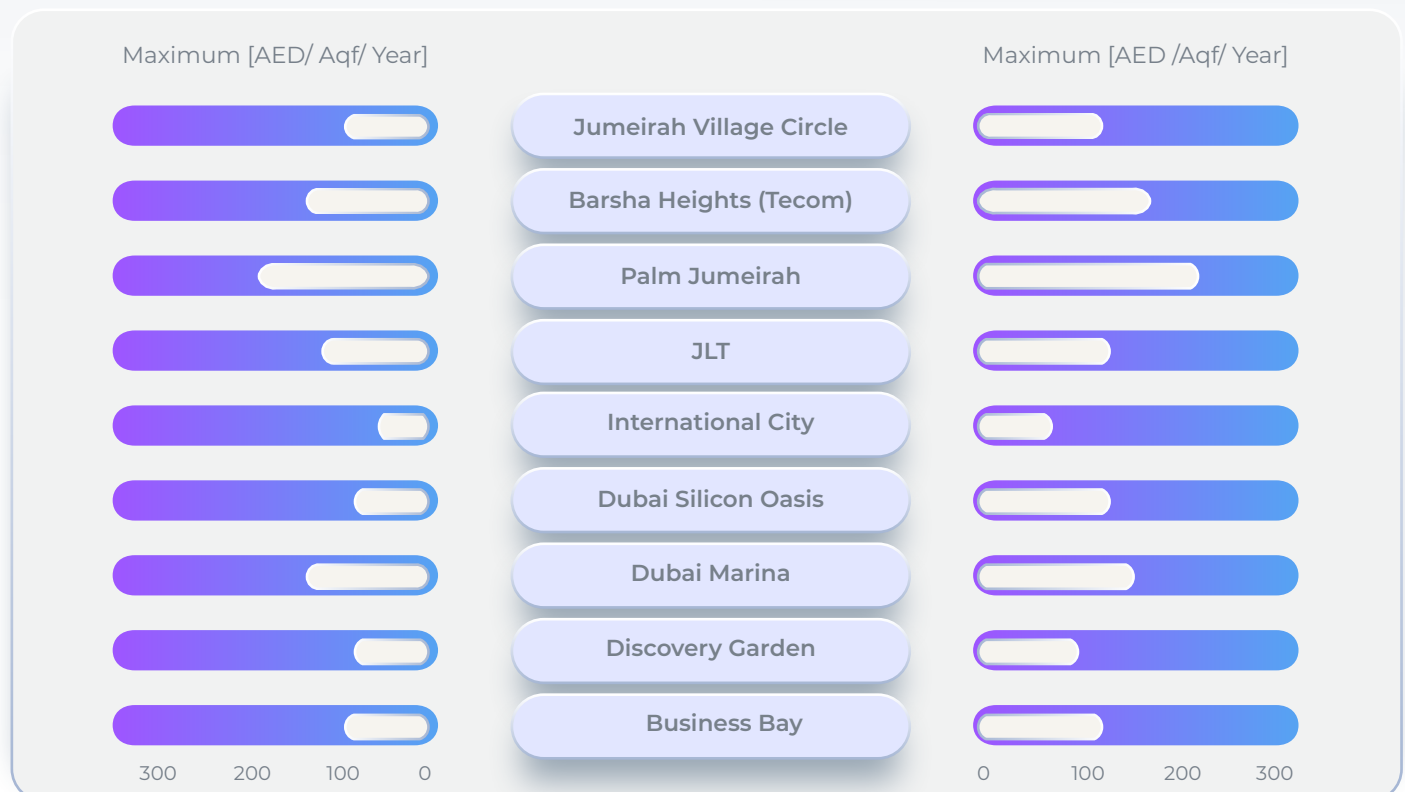 Maximum [AED/ Aqf/ Year]
Maximum [AED /Aqf/ Year]
Jumeirah Village Circle
Barsha Heights (Tecom)
Palm Jumeirah
JLT
International City
Dubai Silicon Oasis
Dubai Marina
Discovery Garden
Business Bay
300 200 100 0
0 100 200 300